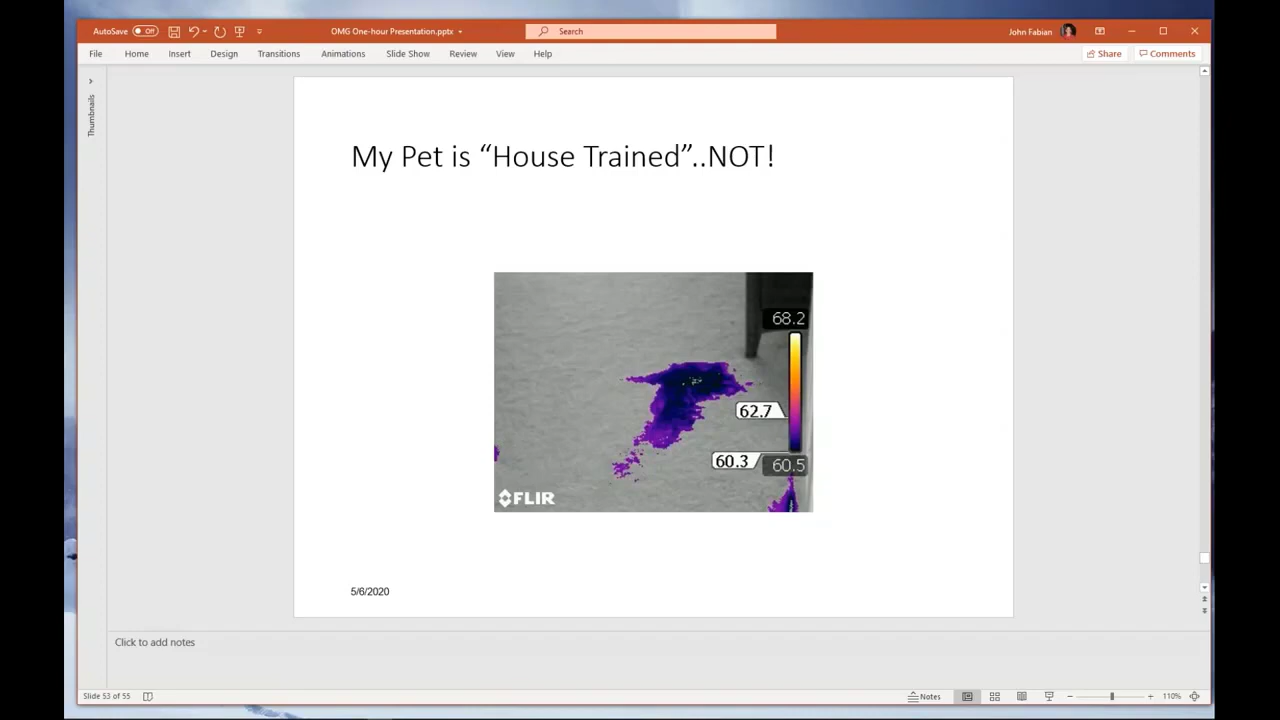 AutoSave Off
OMG One-hour Presentation.pptx
Search
John Fabian
File Home Insert Design Transitions Animations Slide Show Review View Help
Share Comments
Thumbnails
My Pet is “House Trained”..NOT!
68.2
62.7
60.3 60.5
FLIR
5/6/2020
Click to add notes
Slide 53 of 55
Notes
110%